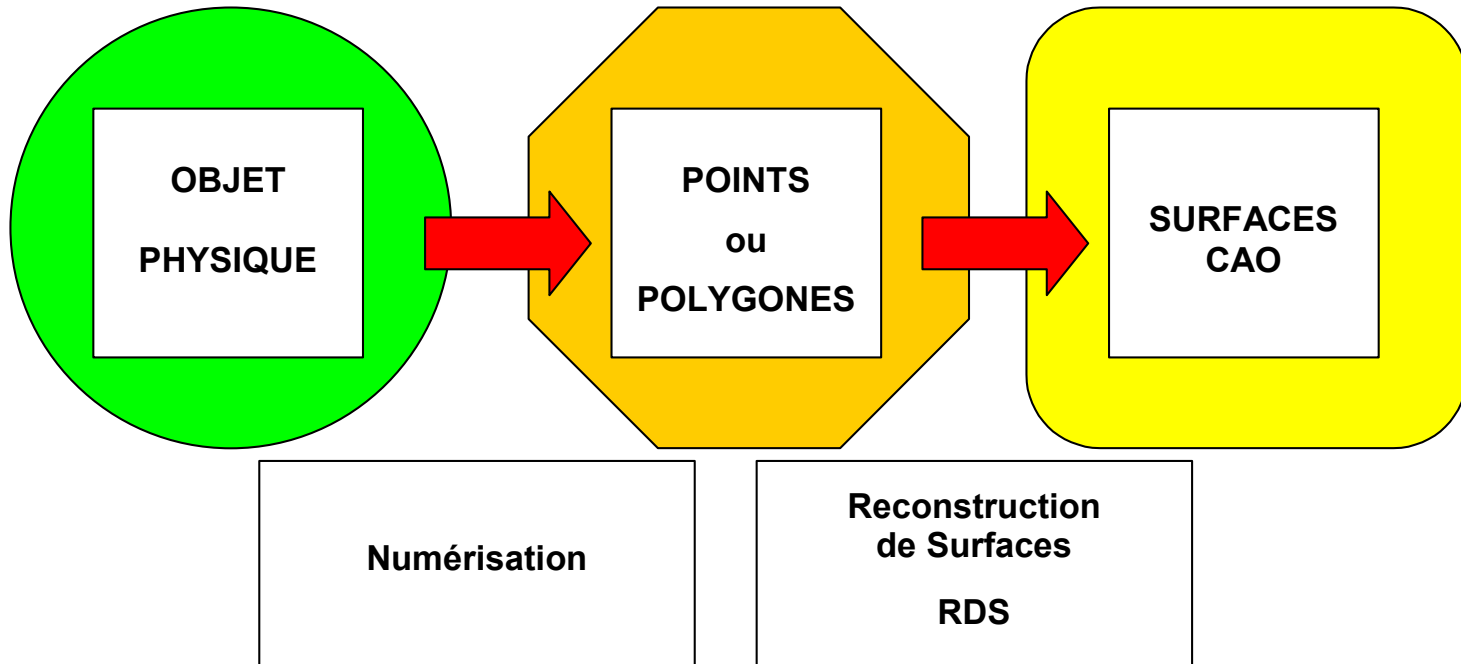 OBJET
PHYSIQUE
POINTS
ou
POLYGONES
SURFACES
CAO
Numérisation
Reconstruction
de Surfaces
RDS